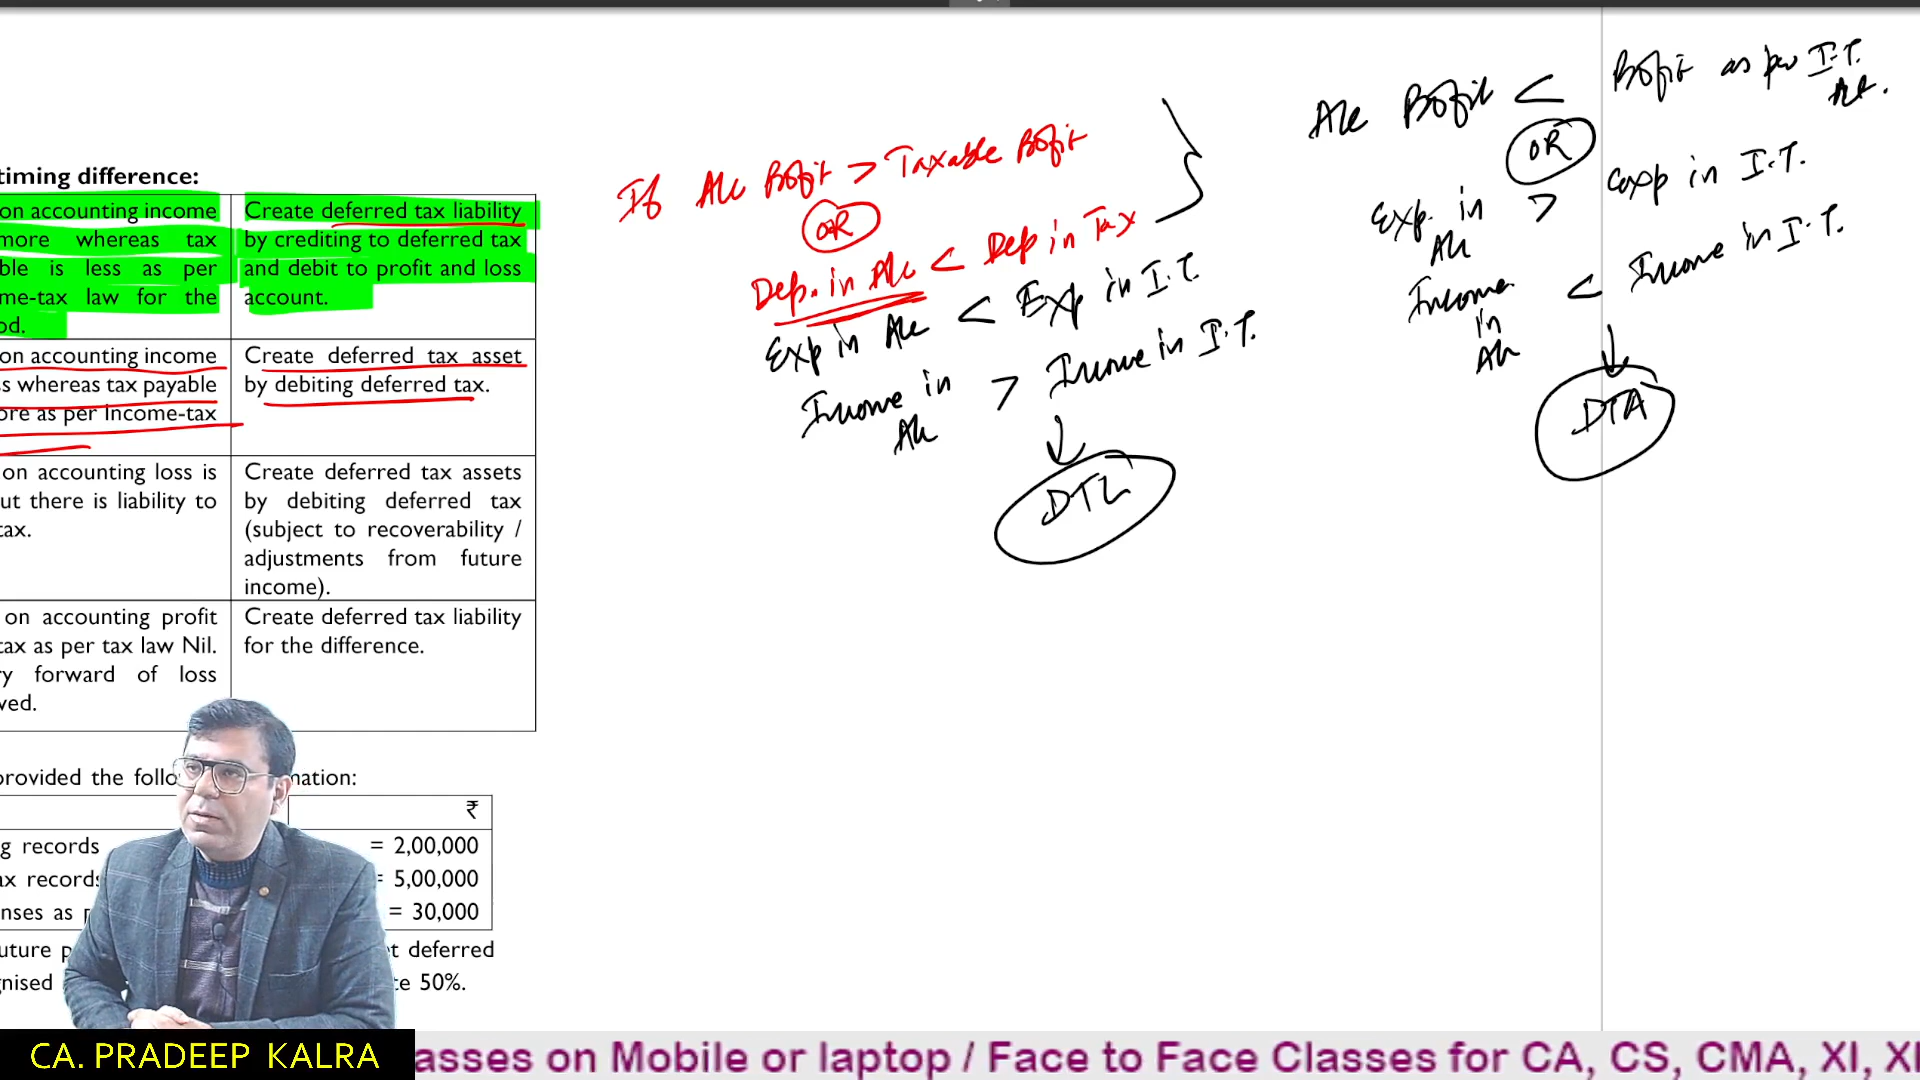 timing difference:
on accounting income
more whereas tax
ble is less as per
me-tax law for the
od.
Create deferred tax liability
by crediting to deferred tax
and debit to profit and loss
account.
on accounting income
s whereas tax payable
ore as per Income-tax
Create deferred tax asset
by debiting deferred tax.
on accounting loss is
ut there is liability to
tax.
Create deferred tax assets
by debiting deferred tax
(subject to recoverability /
adjustments from future
income).
on accounting profit
tax as per tax law Nil.
ry forward of loss
ved.
Create deferred tax liability
for the difference.
provided the follo mation:
₹
g records = 2,00,000
ax records = 5,00,000
nses as p = 30,000
uture p t deferred
gnised te 50%.
If A/c Profit > Taxable Profit
OR
Dep. in A/c < Dep in Tax
Exp in A/c < Exp in I.T.
Income in A/c > Income in I.T.
DTL
A/c Profit < Profit as per I.T. Act.
OR
Exp. in A/c > exp in I.T.
Income in A/c < Income in I.T.
DTA
CA. PRADEEP KALRA
asses on Mobile or laptop / Face to Face Classes for CA, CS, CMA, XI, XI